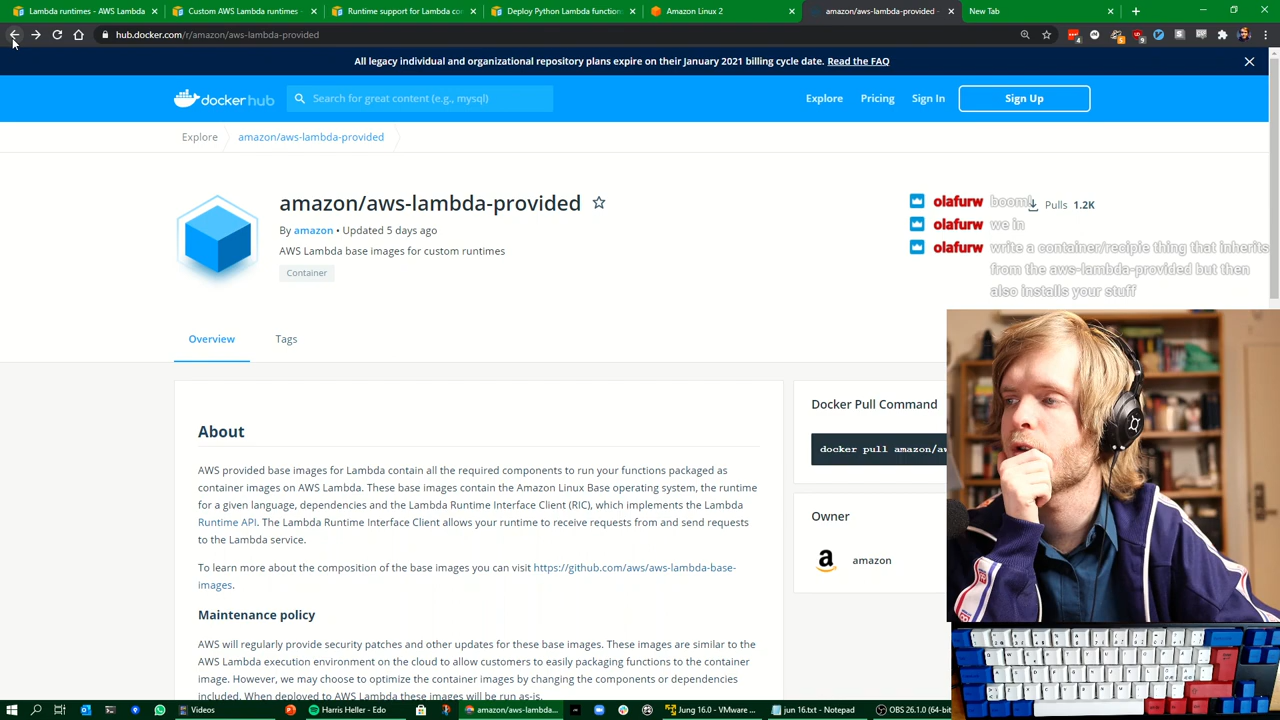 Lambda runtimes - AWS Lambda
Custom AWS Lambda runtimes -
Runtime support for Lambda co
Deploy Python Lambda function
Amazon Linux 2
amazon/aws-lambda-provided -
New Tab
hub.docker.com/r/amazon/aws-lambda-provided
All legacy individual and organizational repository plans expire on their January 2021 billing cycle date. Read the FAQ
docker hub
Search for great content (e.g., mysql)
Explore
Pricing
Sign In
Sign Up
Explore
amazon/aws-lambda-provided
amazon/aws-lambda-provided
By amazon • Updated 5 days ago
AWS Lambda base images for custom runtimes
Container
Pulls 1.2K
olafurw boom!
olafurw we in
olafurw write a container/recipie thing that inherits
from the aws-lambda-provided but then
also installs your stuff
Overview
Tags
About
AWS provided base images for Lambda contain all the required components to run your functions packaged as
container images on AWS Lambda. These base images contain the Amazon Linux Base operating system, the runtime
for a given language, dependencies and the Lambda Runtime Interface Client (RIC), which implements the Lambda
Runtime API. The Lambda Runtime Interface Client allows your runtime to receive requests from and send requests
to the Lambda service.
To learn more about the composition of the base images you can visit https://github.com/aws/aws-lambda-base-
images.
Maintenance policy
AWS will regularly provide security patches and other updates for these base images. These images are similar to the
AWS Lambda execution environment on the cloud to allow customers to easily packaging functions to the container
image. However, we may choose to optimize the container images by changing the components or dependencies
included. When deployed to AWS Lambda these images will be run as-is.
Docker Pull Command
docker pull amazon/aw
Owner
amazon
Videos
Harris Heller - Edo
amazon/aws-lambda...
Jung 16.0 - VMware ...
jun 16.txt - Notepad
OBS 26.1.0 (64-bit